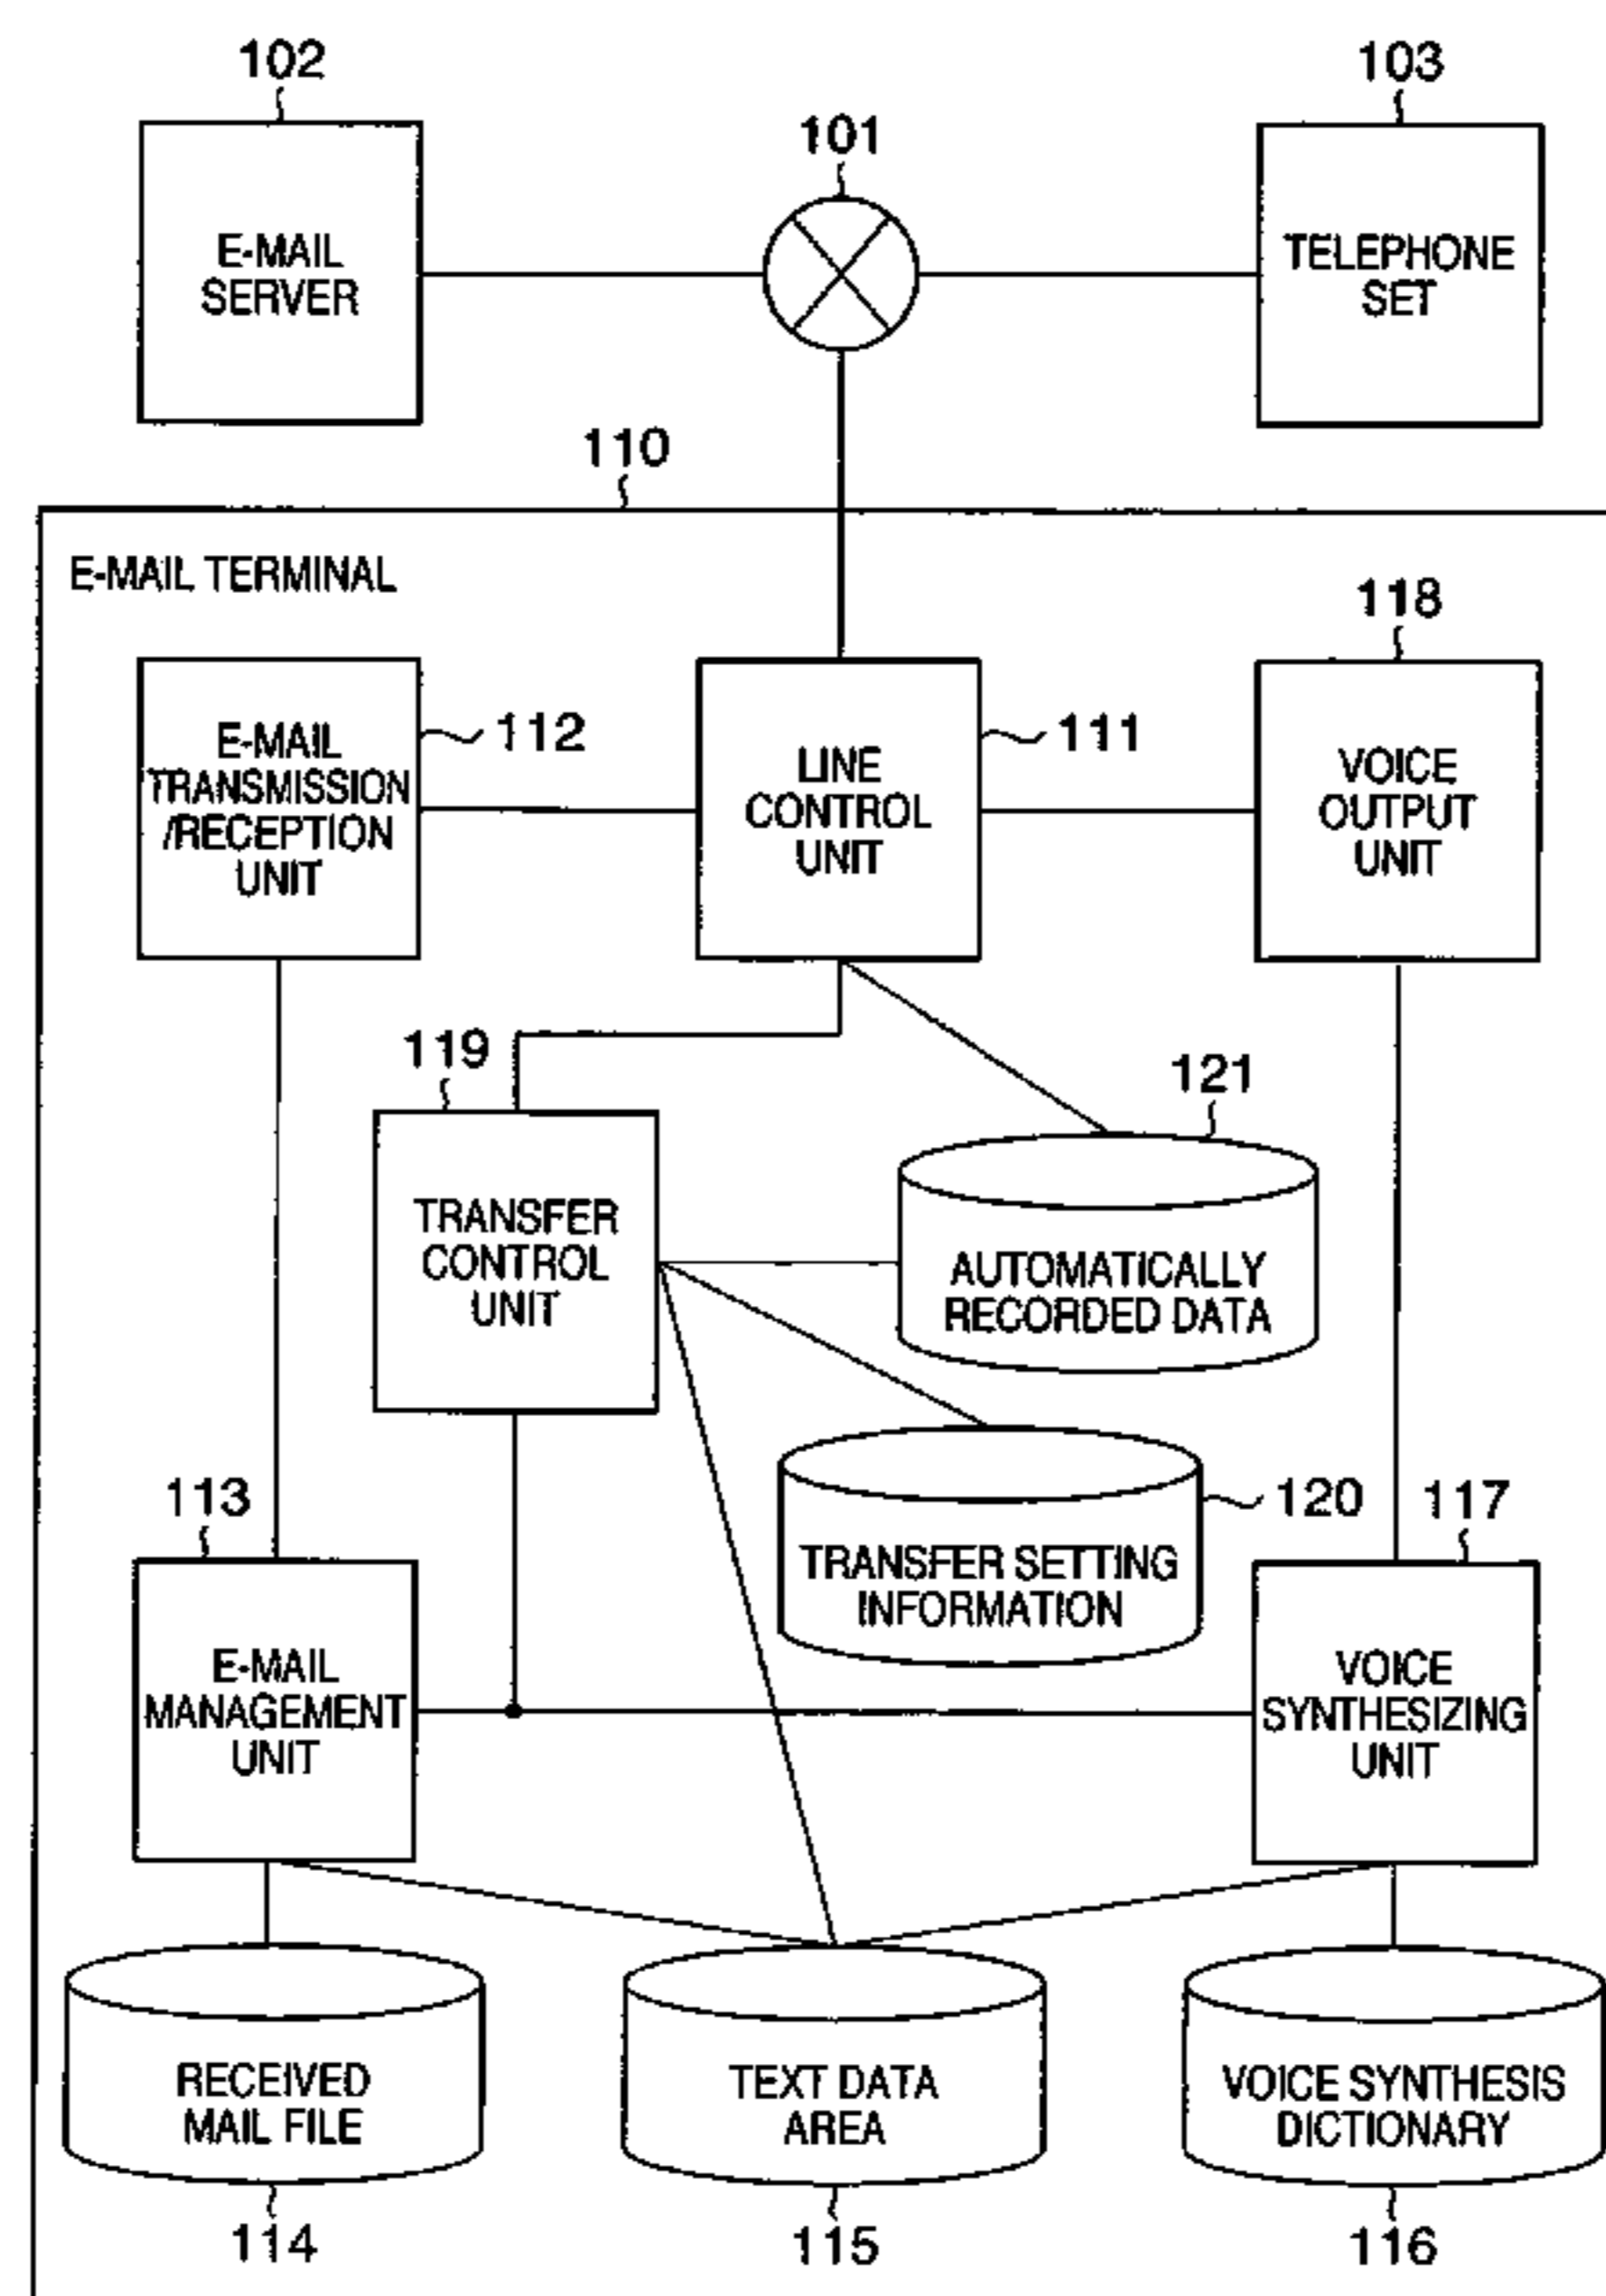 102
103
101
E-MAIL
SERVER
TELEPHONE
SET
110
E-MAIL TERMINAL
118
E-MAIL
TRANSMISSION
/RECEPTION
UNIT
112
LINE
CONTROL
UNIT
111
VOICE
OUTPUT
UNIT
119
121
TRANSFER
CONTROL
UNIT
AUTOMATICALLY
RECORDED DATA
113
120
117
TRANSFER SETTING
INFORMATION
E-MAIL
MANAGEMENT
UNIT
VOICE
SYNTHESIZING
UNIT
RECEIVED
MAIL FILE
TEXT DATA
AREA
VOICE SYNTHESIS
DICTIONARY
114
115
116